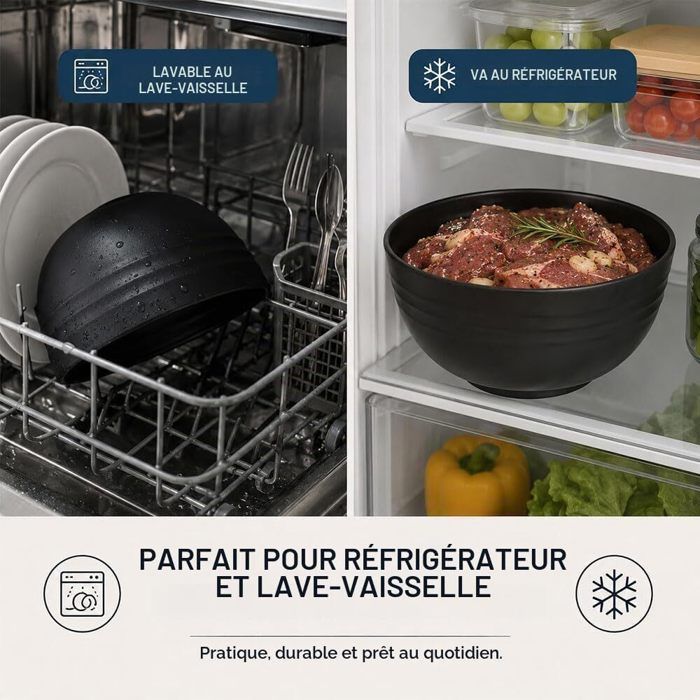 LAVABLE AU
LAVE-VAISSELLE
VA AU RÉFRIGÉRATEUR
PARFAIT POUR RÉFRIGÉRATEUR
ET LAVE-VAISSELLE
Pratique, durable et prêt au quotidien.